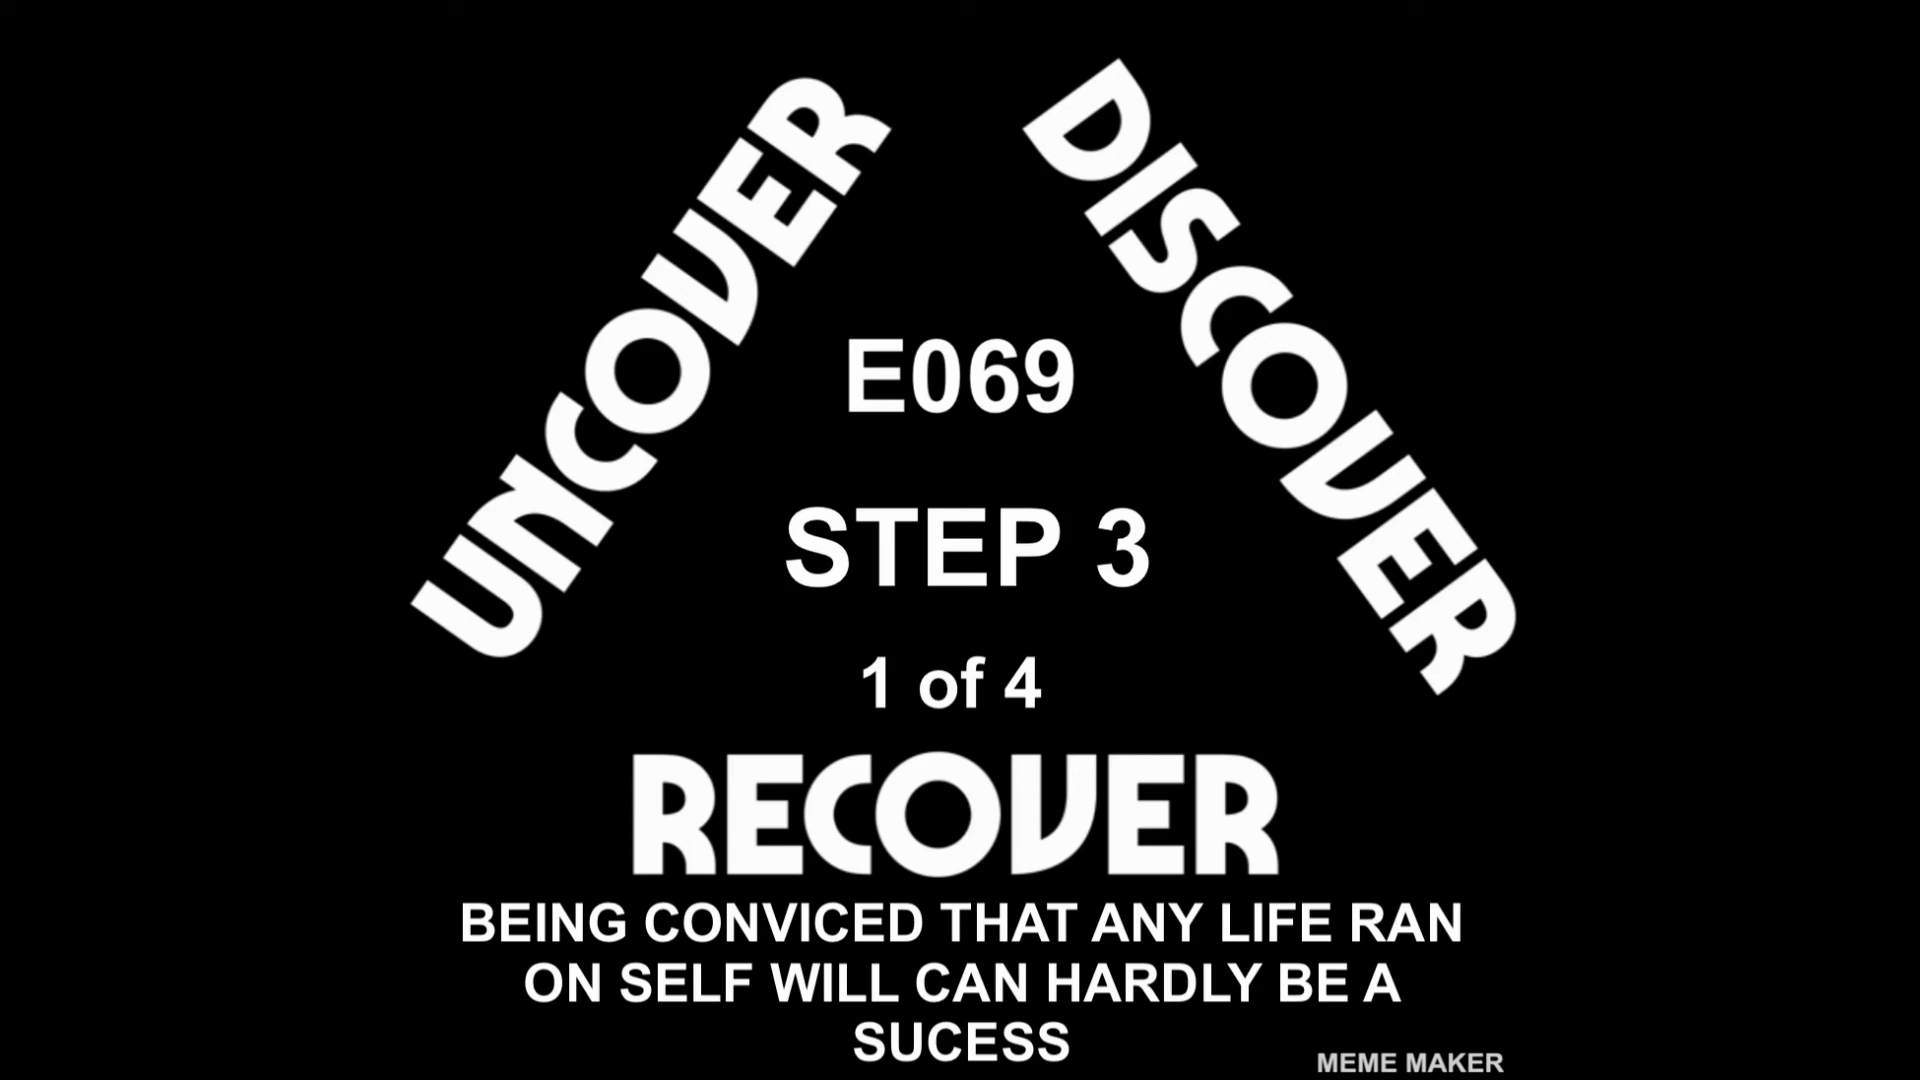 UNCOVER
DISCOVER
E069
STEP 3
1 of 4
RECOVER
BEING CONVICED THAT ANY LIFE RAN
ON SELF WILL CAN HARDLY BE A
SUCESS
MEME MAKER